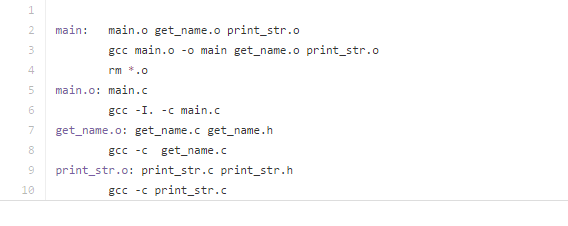 1
2 main:   main.o get_name.o print_str.o
3         gcc main.o -o main get_name.o print_str.o
4         rm *.o
5 main.o: main.c
6         gcc -I. -c main.c
7 get_name.o: get_name.c get_name.h
8         gcc -c  get_name.c
9 print_str.o: print_str.c print_str.h
10         gcc -c print_str.c